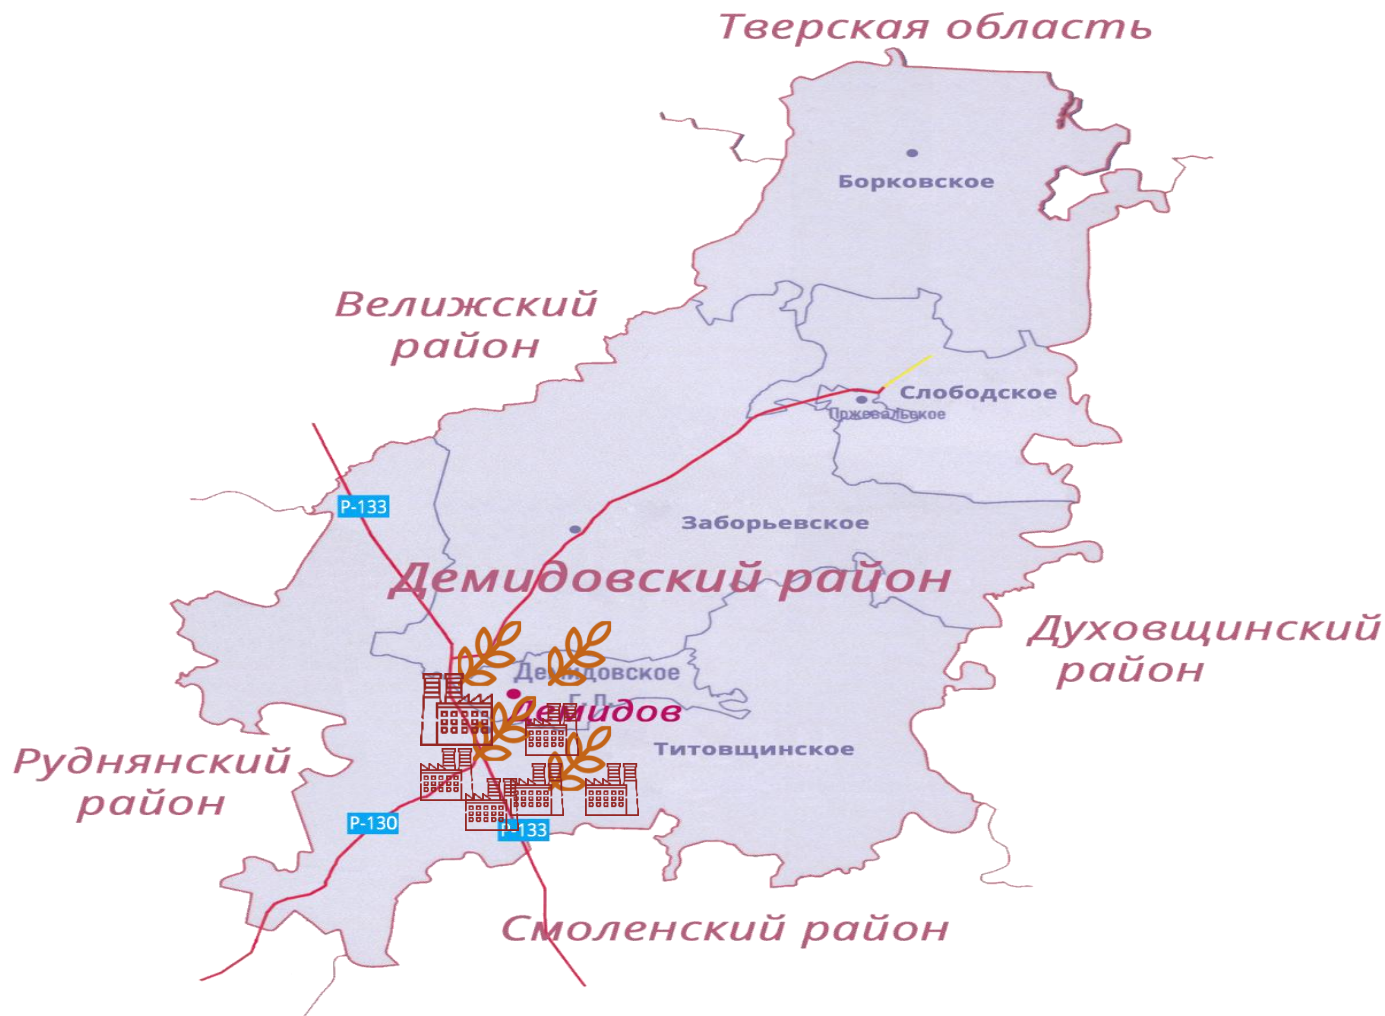 Тверская область
Борковское
Велижский
район
Слободское
Пржевальское
Р-133
Заборьевское
Демидовский район
Духовщинский
район
Демидовское
Г.П.
Демидов
Титовщинское
Руднянский
район
Р-130
Р-133
Смоленский район